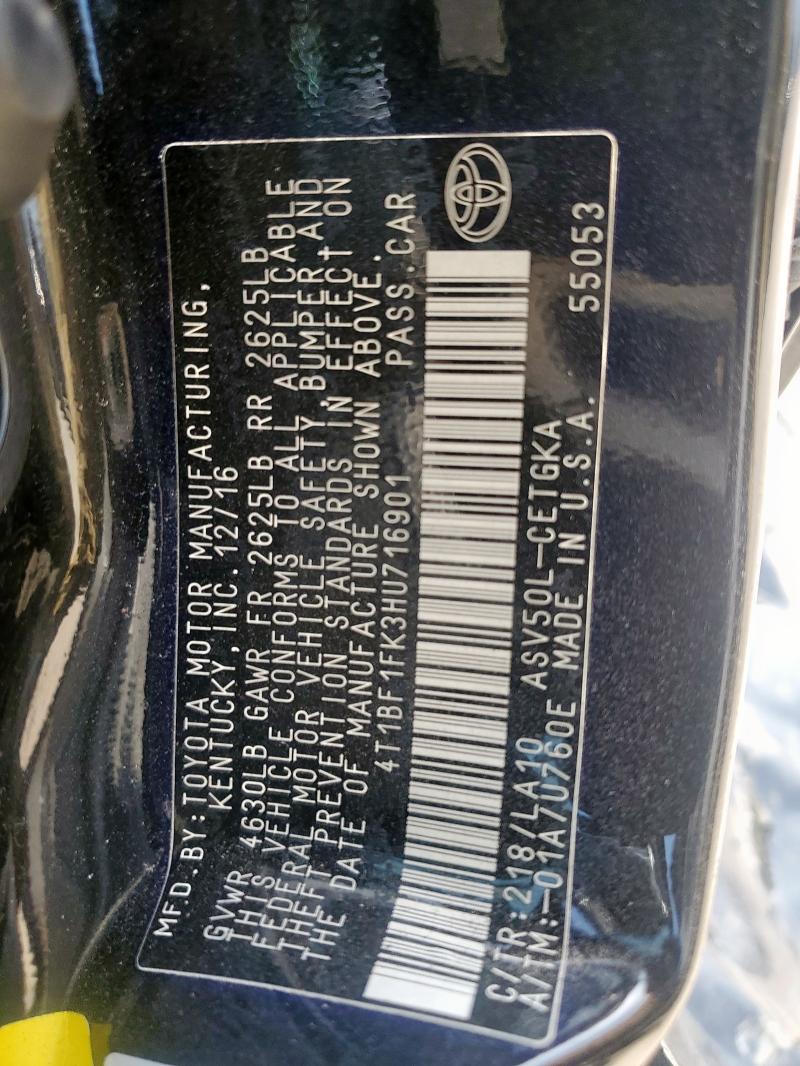 MFD.BY:TOYOTA MOTOR MANUFACTURING,
KENTUCKY,INC. 12/16
GVWR 4630LB GAWR FR 2625LB RR 2625LB
THIS VEHICLE CONFORMS TO ALL APPLICABLE
FEDERAL MOTOR VEHICLE SAFETY,BUMPER,AND
THEFT PREVENTION STANDARDS IN EFFECT ON
THE DATE OF MANUFACTURE SHOWN ABOVE.
4T1BF1FK3HU716901 PASS.CAR
C/TR:218/LA10 ASV50L-CETGKA
A/TM:-01A/U760E MADE IN U.S.A. 55053